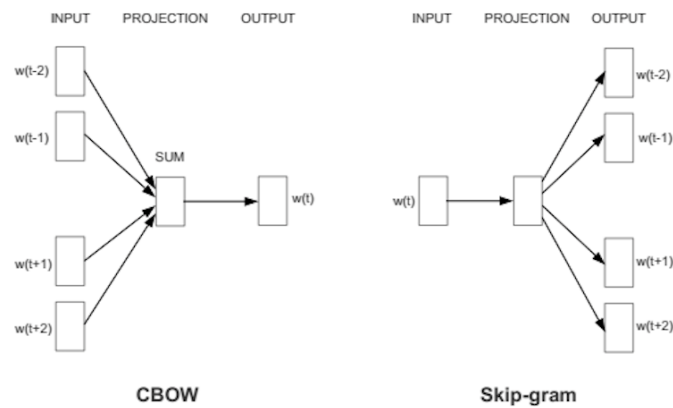 INPUT PROJECTION OUTPUT
w(t-2)
w(t-1)
SUM
w(t)
w(t+1)
w(t+2)
CBOW
INPUT PROJECTION OUTPUT
w(t-2)
w(t-1)
w(t)
w(t+1)
w(t+2)
Skip-gram